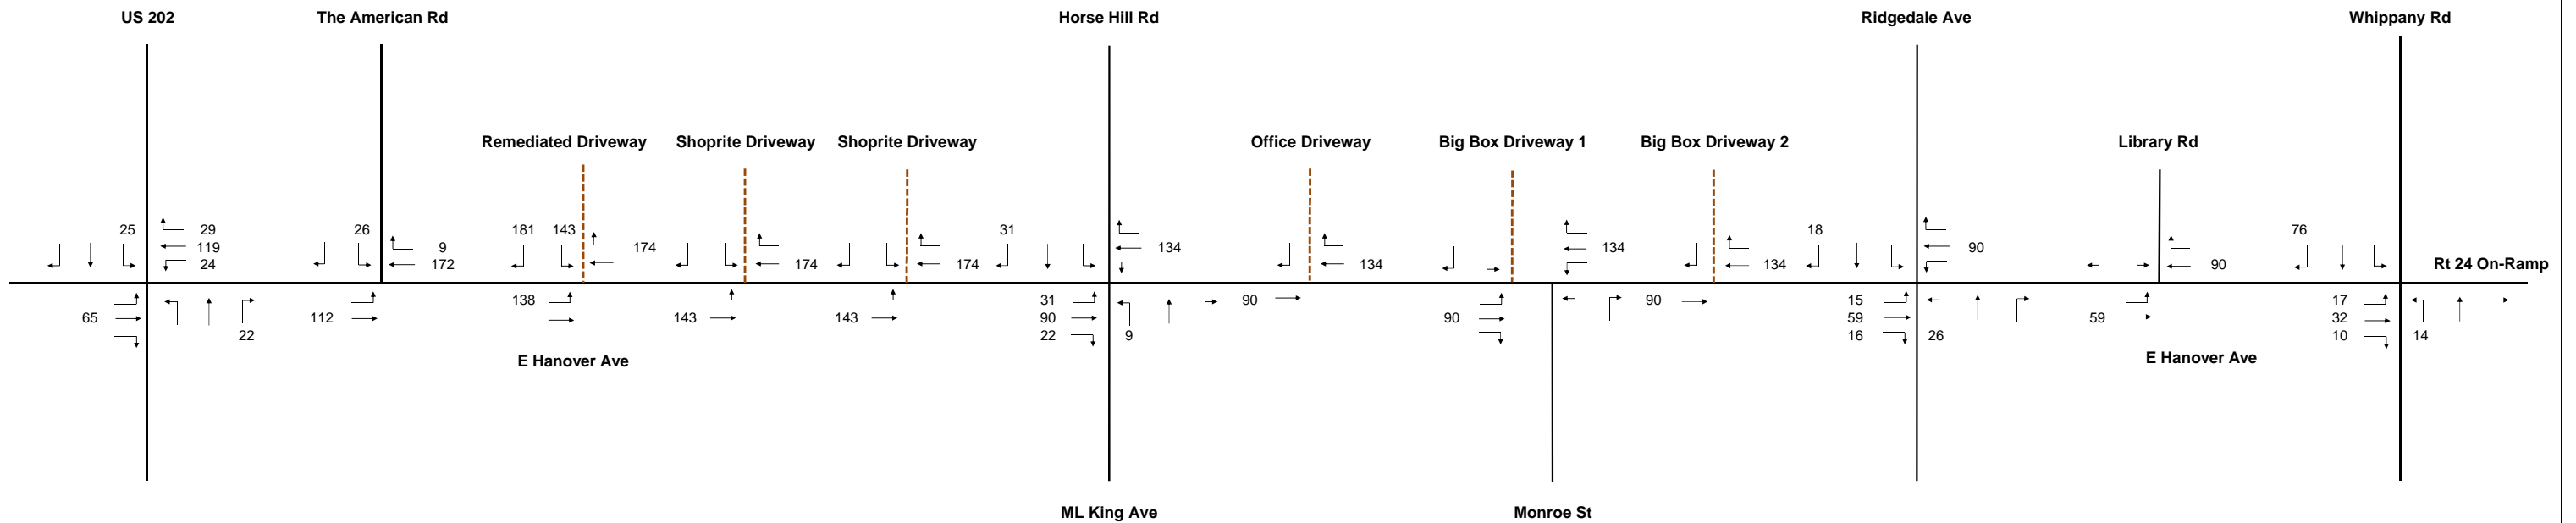 US 202 The American Rd Horse Hill Rd Ridgedale Ave Whippany Rd
Remediated Driveway Shoprite Driveway Shoprite Driveway Office Driveway Big Box Driveway 1 Big Box Driveway 2 Library Rd
25 29 26 181 143 31 18 76
119 9 174 134 134 90
24 172 174 174 134 134 90 Rt 24 On-Ramp
138 31 90 90 15 17
65 112 143 143 90 90 59 59 32
22 22 9 16 26 10 14
E Hanover Ave E Hanover Ave
ML King Ave Monroe St